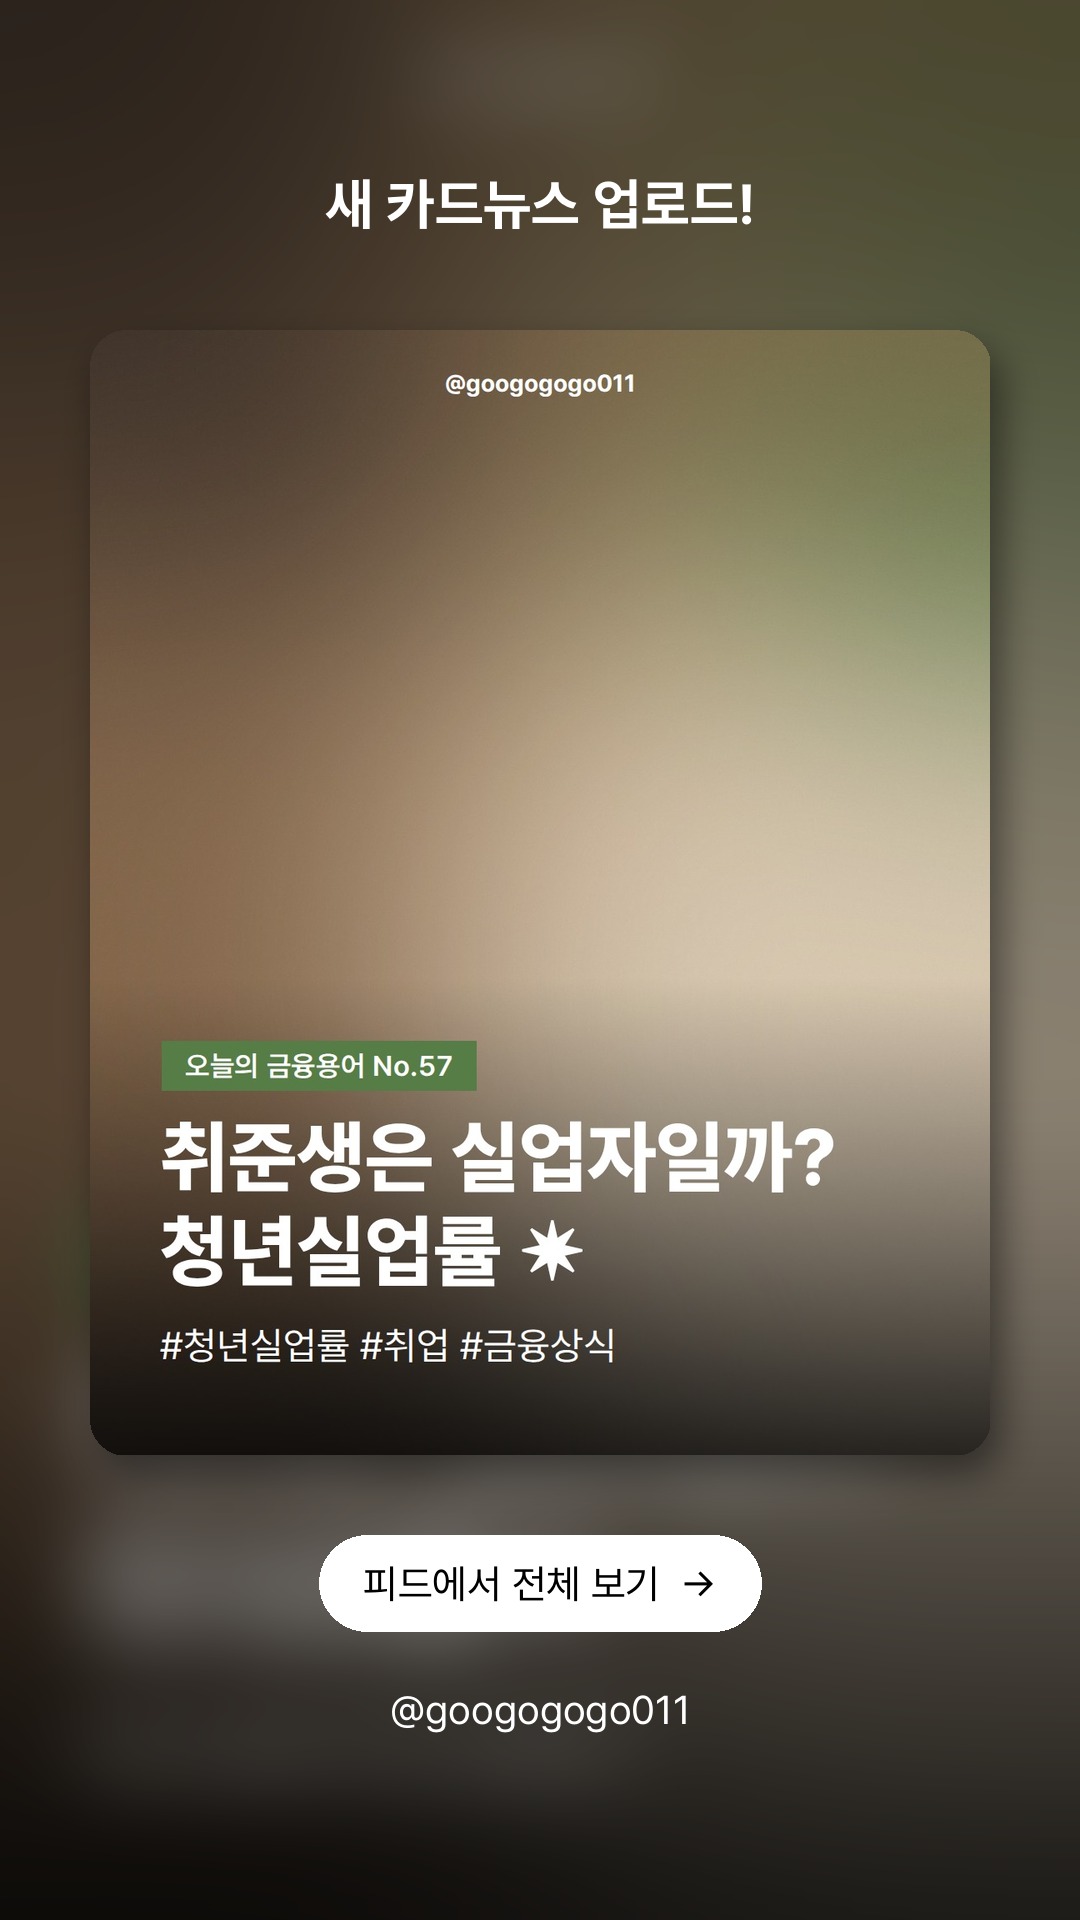 새 카드뉴스 업로드!
@googogogo011
오늘의 금융용어 No.57
취준생은 실업자일까?
청년실업률 ✷
#청년실업률 #취업 #금융상식
피드에서 전체 보기 →
@googogogo011